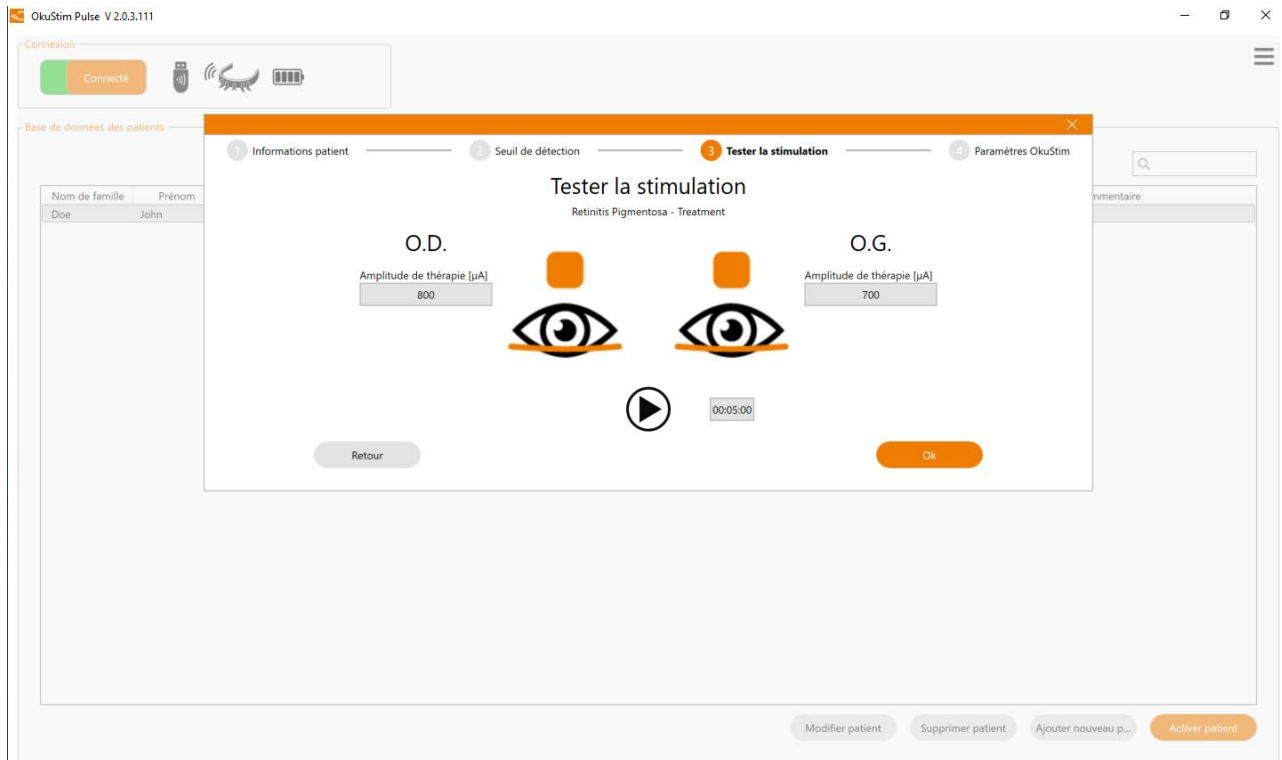 OkuStim Pulse V 2.0.3.111
Connexion
Connecté
Base de données des patients
1 Informations patient
2 Seuil de détection
3 Tester la stimulation
4 Paramètres OkuStim
Nom de famille Prénom mmentaire
Doe John
Tester la stimulation
Retinitis Pigmentosa - Treatment
O.D. O.G.
Amplitude de thérapie [µA] Amplitude de thérapie [µA]
800 700
00:05:00
Retour Ok
Modifier patient Supprimer patient Ajouter nouveau p... Activer patient